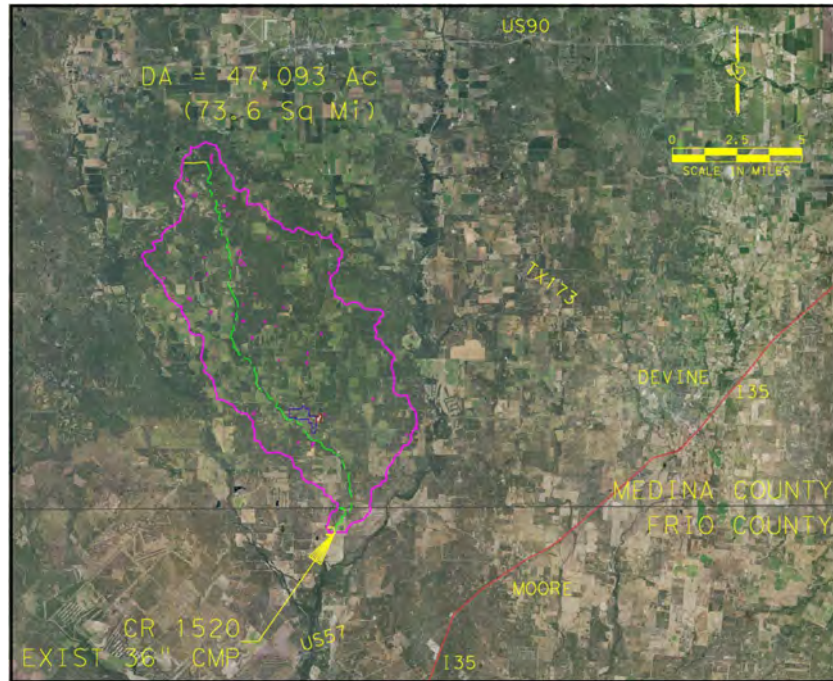 US90
DA = 47,093 Ac
(73.6 Sq Mi)
0 2.5 5
SCALE IN MILES
TX173
DEVINE
I35
MEDINA COUNTY
FRIO COUNTY
MOORE
CR 1520
EXIST 36" CMP
US57
I35